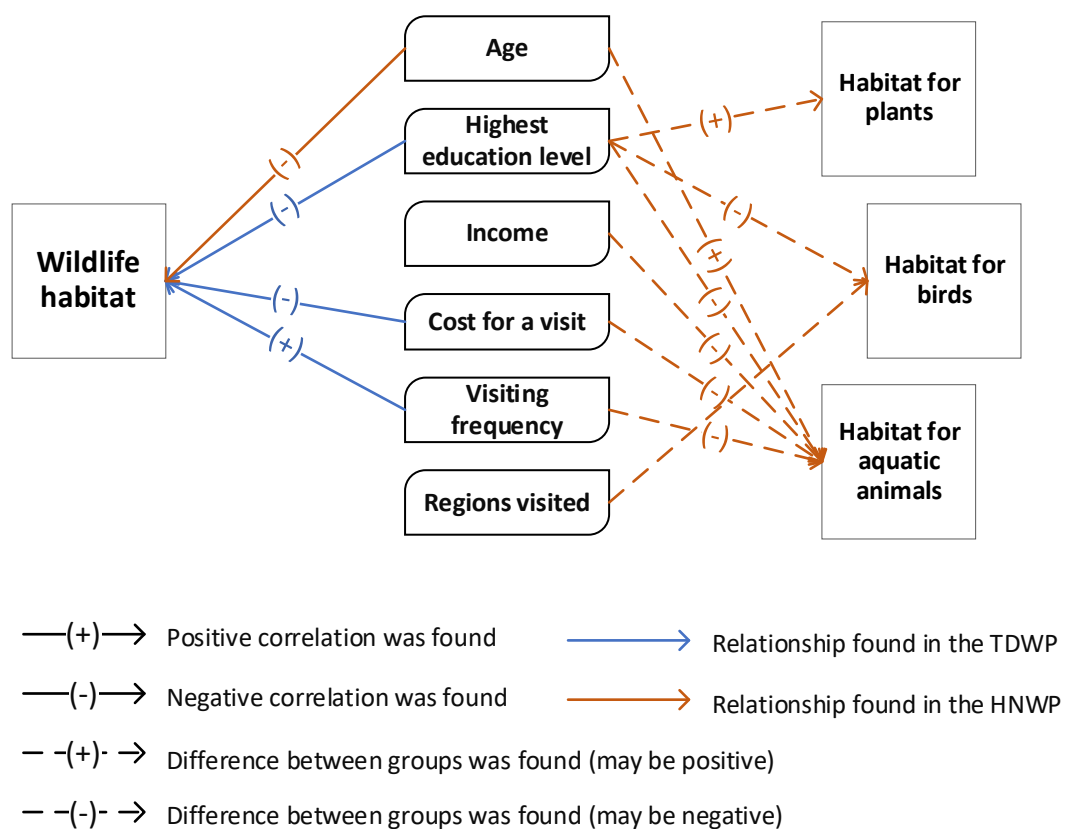 Age
Habitat for
plants
(+)
Highest
education level
(-)
(-)
(-)
Wildlife
habitat
Income
(+)
Habitat for
birds
(-)
(-)
Cost for a visit
(-)
(+)
(-)
Visiting
frequency
(-)
Habitat for
aquatic
animals
Regions visited
(+) Positive correlation was found
Relationship found in the TDWP
(-) Negative correlation was found
Relationship found in the HNWP
(+) Difference between groups was found (may be positive)
(-) Difference between groups was found (may be negative)